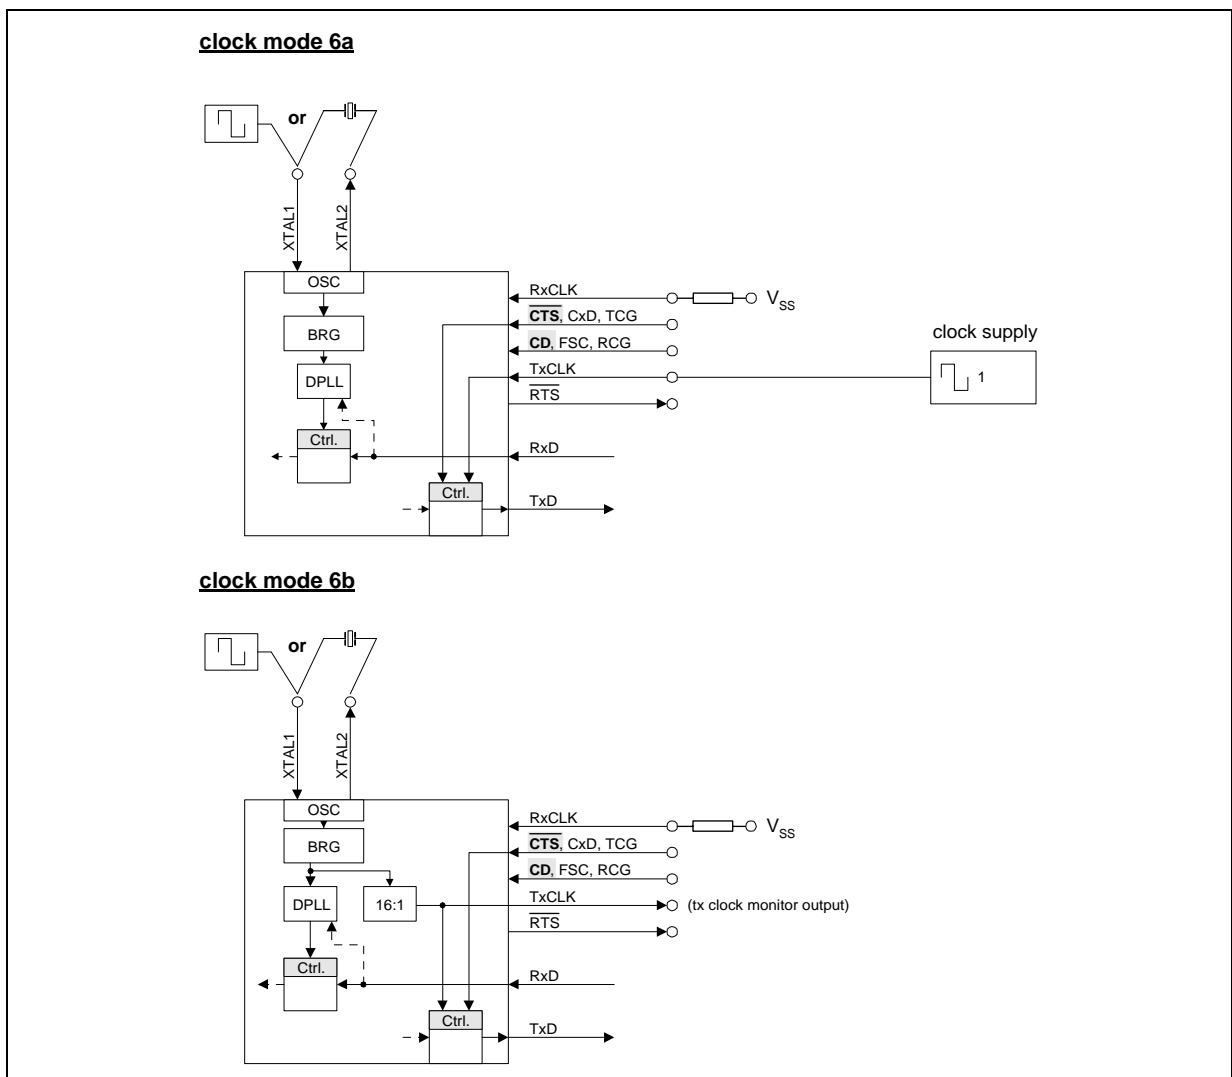 clock mode 6a
or
XTAL1
XTAL2
OSC
RxCLK
VSS
CTS, CxD, TCG
BRG
CD, FSC, RCG
clock supply
TxCLK
1
DPLL
RTS
Ctrl.
RxD
Ctrl.
TxD
clock mode 6b
or
XTAL1
XTAL2
OSC
RxCLK
VSS
BRG
CTS, CxD, TCG
CD, FSC, RCG
DPLL
16:1
TxCLK
(tx clock monitor output)
RTS
Ctrl.
RxD
Ctrl.
TxD